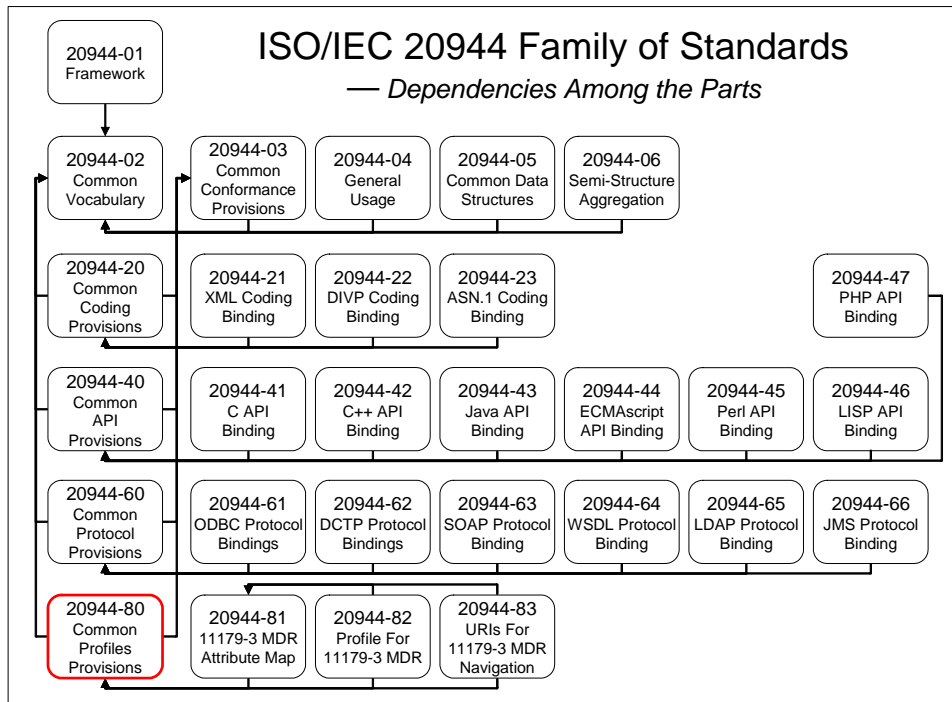 ISO/IEC 20944 Family of Standards
— Dependencies Among the Parts
20944-01
Framework
20944-02
Common
Vocabulary
20944-03
Common
Conformance
Provisions
20944-04
General
Usage
20944-05
Common Data
Structures
20944-06
Semi-Structure
Aggregation
20944-20
Common
Coding
Provisions
20944-21
XML Coding
Binding
20944-22
DIVP Coding
Binding
20944-23
ASN.1 Coding
Binding
20944-47
PHP API
Binding
20944-40
Common
API
Provisions
20944-41
C API
Binding
20944-42
C++ API
Binding
20944-43
Java API
Binding
20944-44
ECMAscript
API Binding
20944-45
Perl API
Binding
20944-46
LISP API
Binding
20944-60
Common
Protocol
Provisions
20944-61
ODBC Protocol
Bindings
20944-62
DCTP Protocol
Bindings
20944-63
SOAP Protocol
Binding
20944-64
WSDL Protocol
Binding
20944-65
LDAP Protocol
Binding
20944-66
JMS Protocol
Binding
20944-80
Common
Profiles
Provisions
20944-81
11179-3 MDR
Attribute Map
20944-82
Profile For
11179-3 MDR
20944-83
URIs For
11179-3 MDR
Navigation